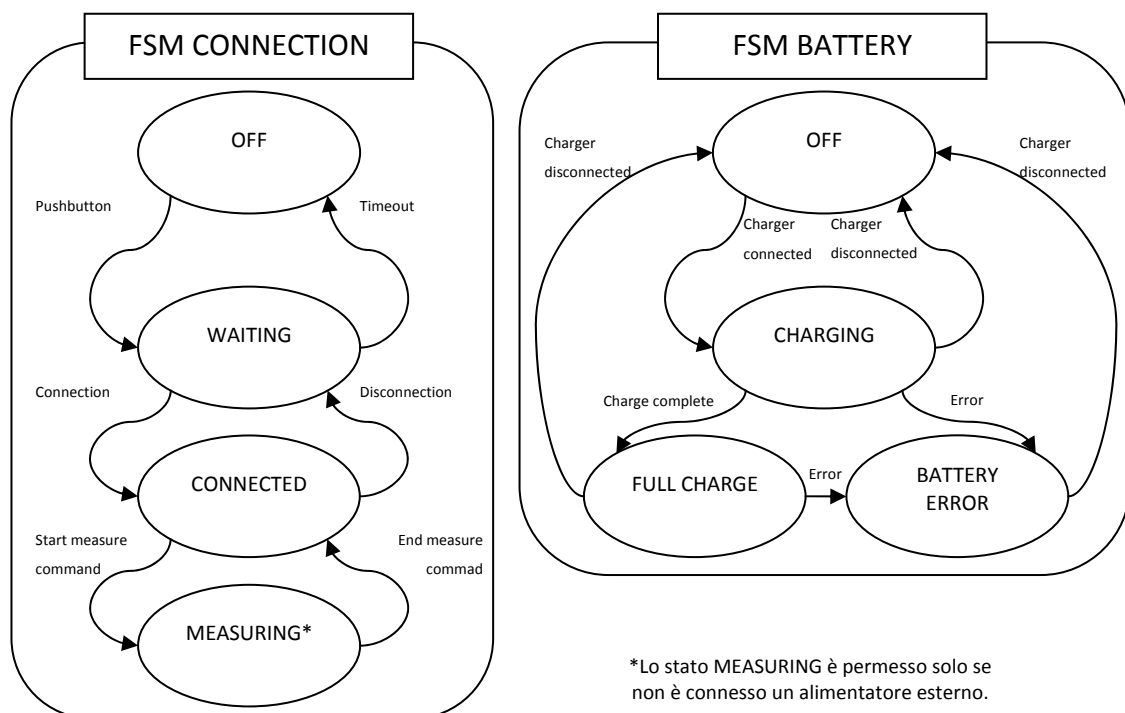 FSM CONNECTION
OFF
Pushbutton
Timeout
WAITING
Connection
Disconnection
CONNECTED
Start measure
command
End measure
commad
MEASURING*
FSM BATTERY
Charger
disconnected
OFF
Charger
disconnected
Charger
connected
Charger
disconnected
CHARGING
Charge complete
Error
FULL CHARGE
Error
BATTERY
ERROR
*Lo stato MEASURING è permesso solo se
non è connesso un alimentatore esterno.